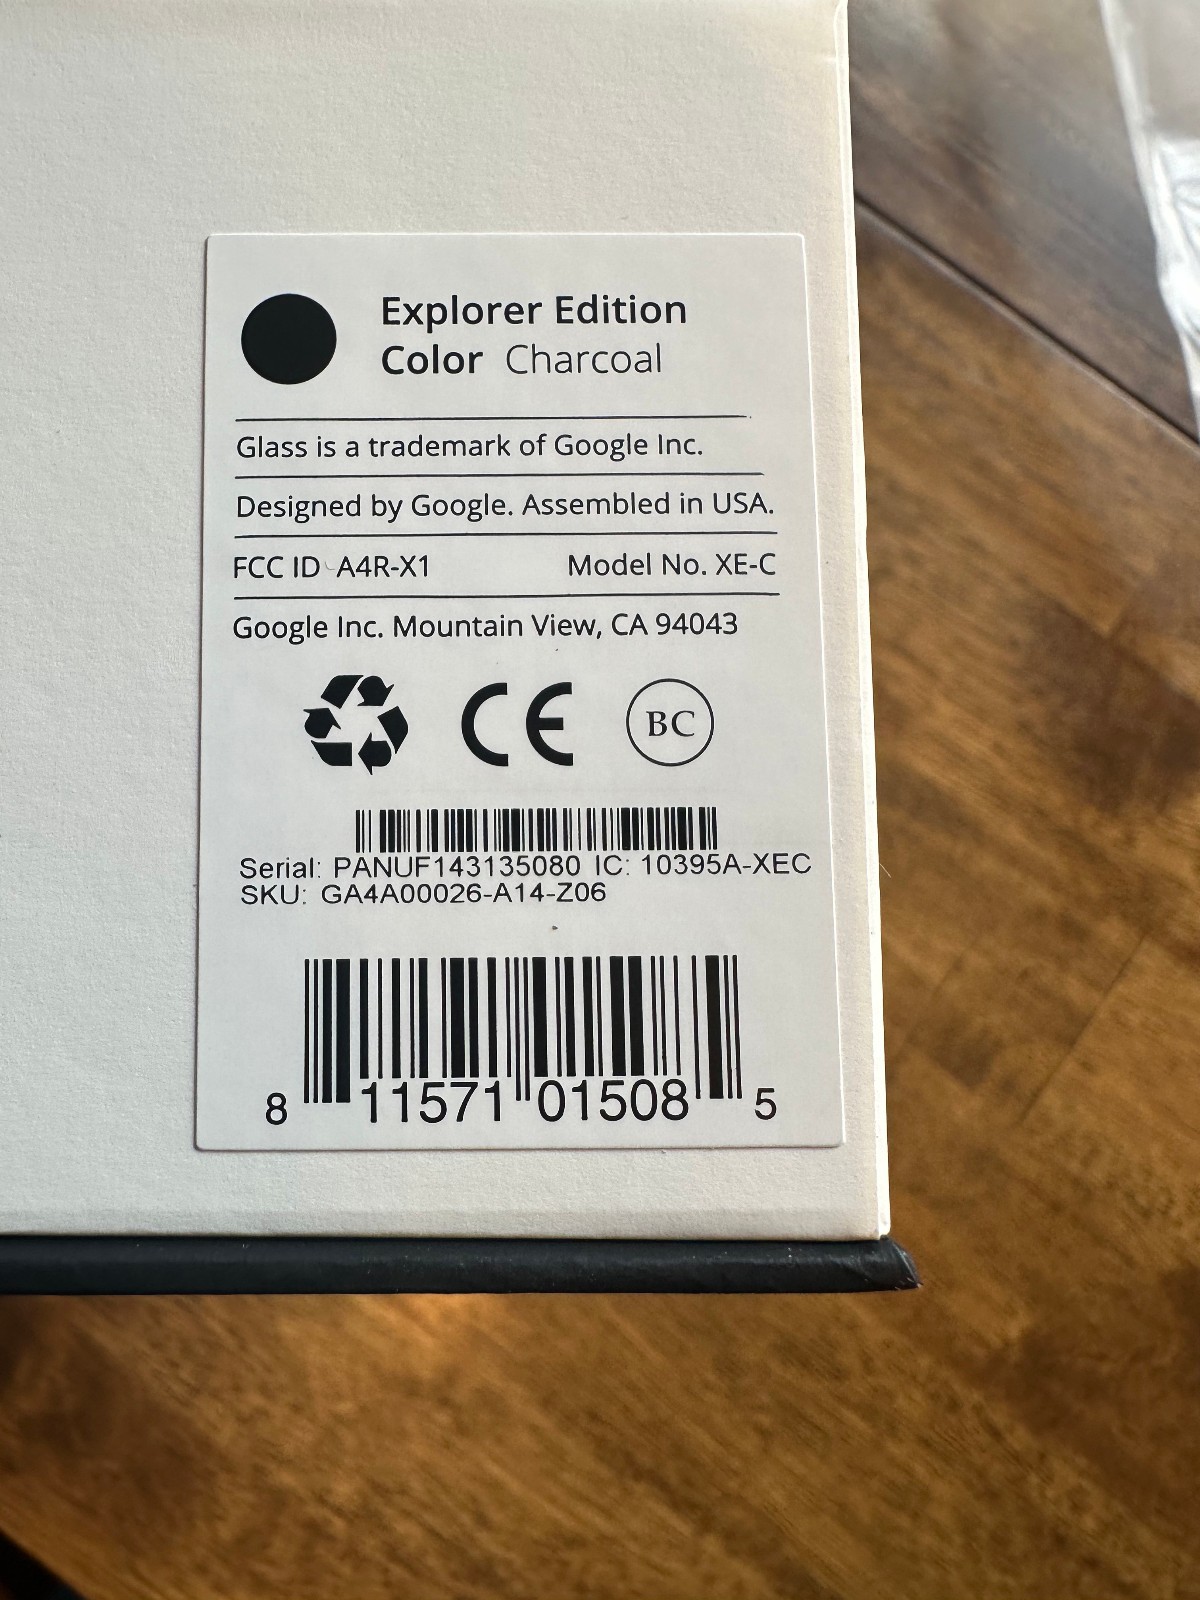 Explorer Edition
Color Charcoal
Glass is a trademark of Google Inc.
Designed by Google. Assembled in USA.
FCC ID A4R-X1 Model No. XE-C
Google Inc. Mountain View, CA 94043
CE BC
Serial: PANUF143135080 IC: 10395A-XEC
SKU: GA4A00026-A14-Z06
8 11571 01508 5